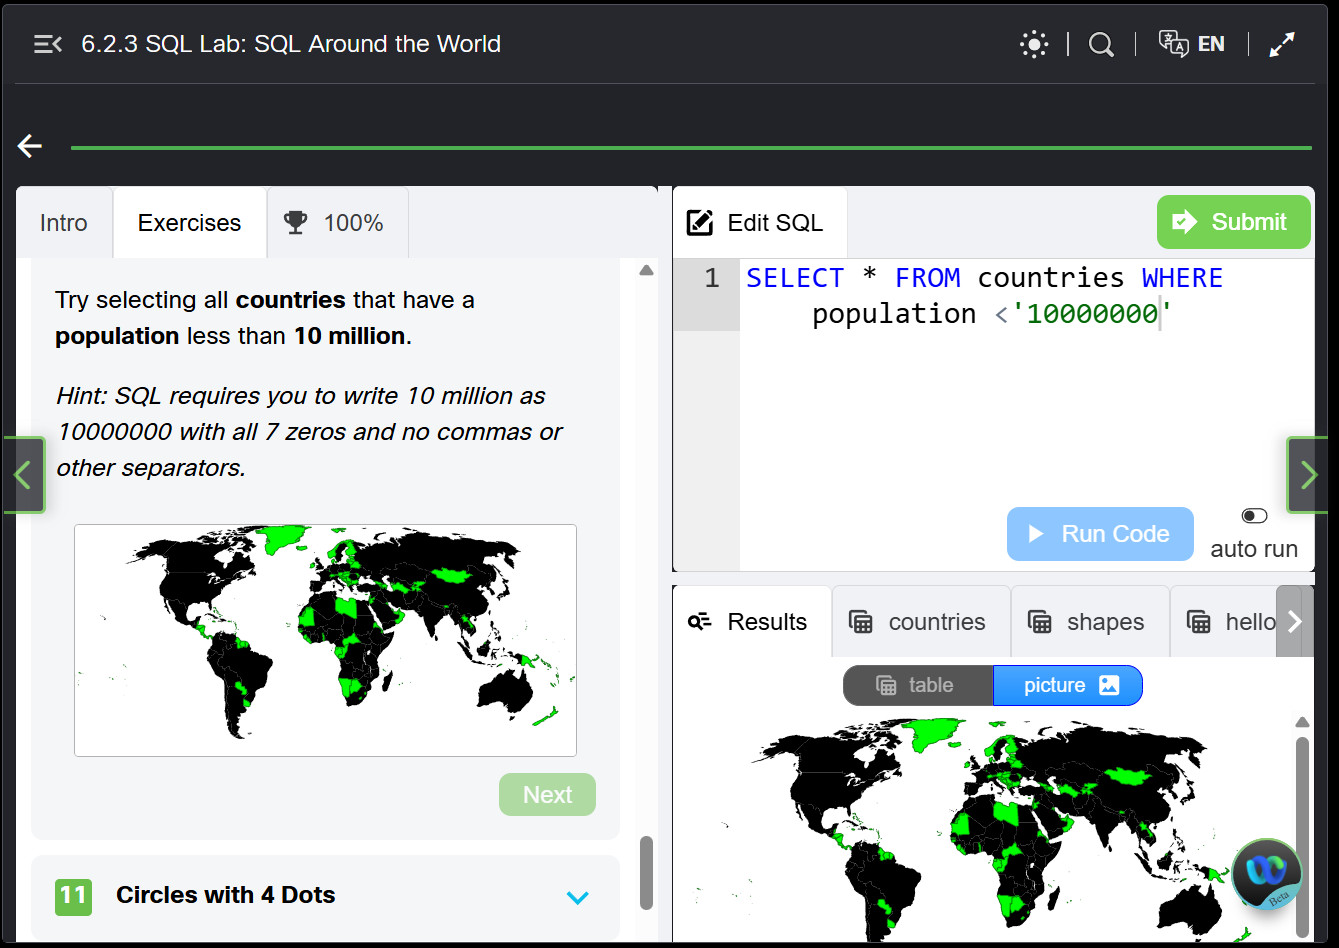 6.2.3 SQL Lab: SQL Around the World
EN
Intro
Exercises
100%
Try selecting all countries that have a
population less than 10 million.
Hint: SQL requires you to write 10 million as
10000000 with all 7 zeros and no commas or
other separators.
Next
11
Circles with 4 Dots
Edit SQL
Submit
1
SELECT * FROM countries WHERE
population <'10000000'
Run Code
auto run
Results
countries
shapes
hello
table
picture
Beta